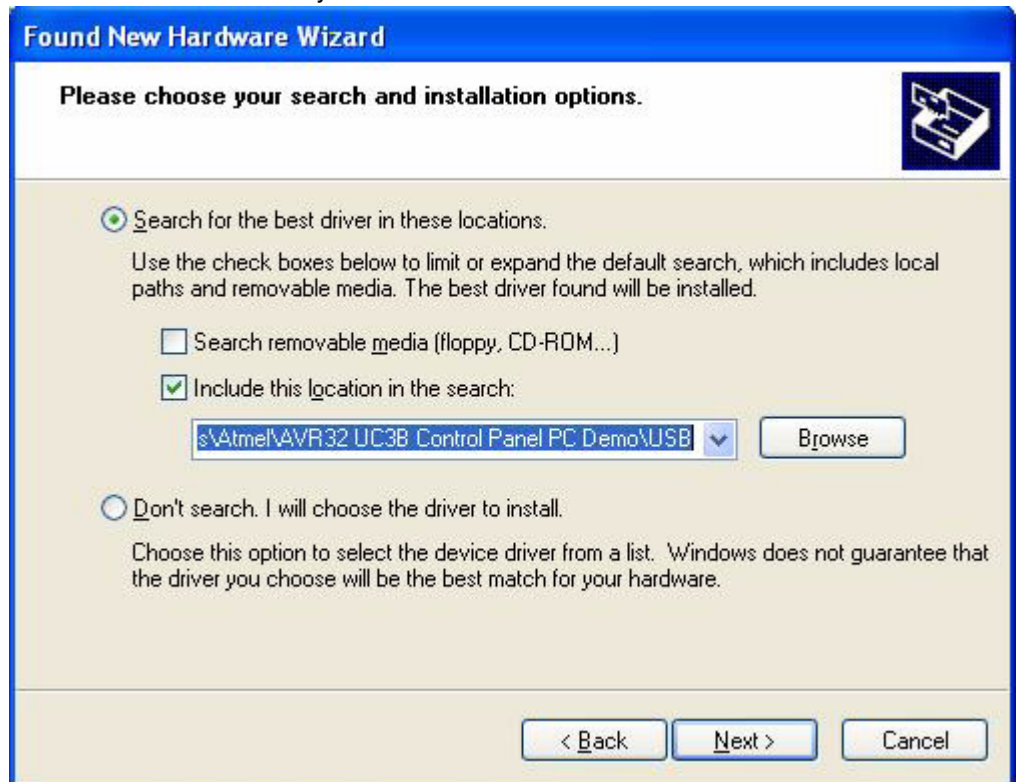 Found New Hardware Wizard
Please choose your search and installation options.
Search for the best driver in these locations.
Use the check boxes below to limit or expand the default search, which includes local
paths and removable media. The best driver found will be installed.
Search removable media (floppy, CD-ROM...)
Include this location in the search:
s\Atmel\AVR32 UC3B Control Panel PC Demo\USB
Browse
Don't search. I will choose the driver to install.
Choose this option to select the device driver from a list. Windows does not guarantee that
the driver you choose will be the best match for your hardware.
< Back Next > Cancel